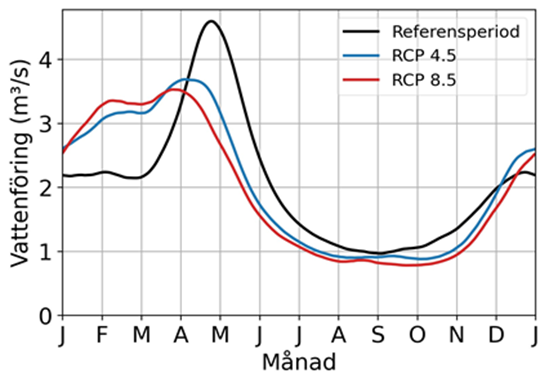 Referensperiod
RCP 4.5
RCP 8.5
Vattenföring (m³/s)
4
3
2
1
0
J F M A M J J A S O N D J
Månad